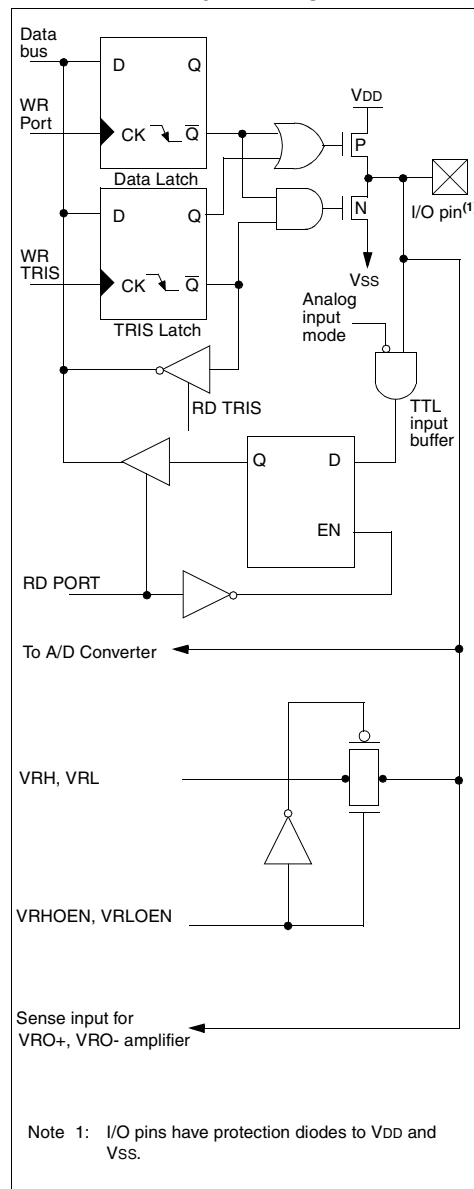 Data
bus
D Q
WR
Port
VDD
CK Q
P
Data Latch
I/O pin(1)
D Q
N
WR
TRIS
VSS
CK Q
Analog
input
mode
TRIS Latch
RD TRIS
TTL
input
buffer
Q D
EN
RD PORT
To A/D Converter
VRH, VRL
VRHOEN, VRLOEN
Sense input for
VRO+, VRO- amplifier
Note 1: I/O pins have protection diodes to VDD and
VSS.